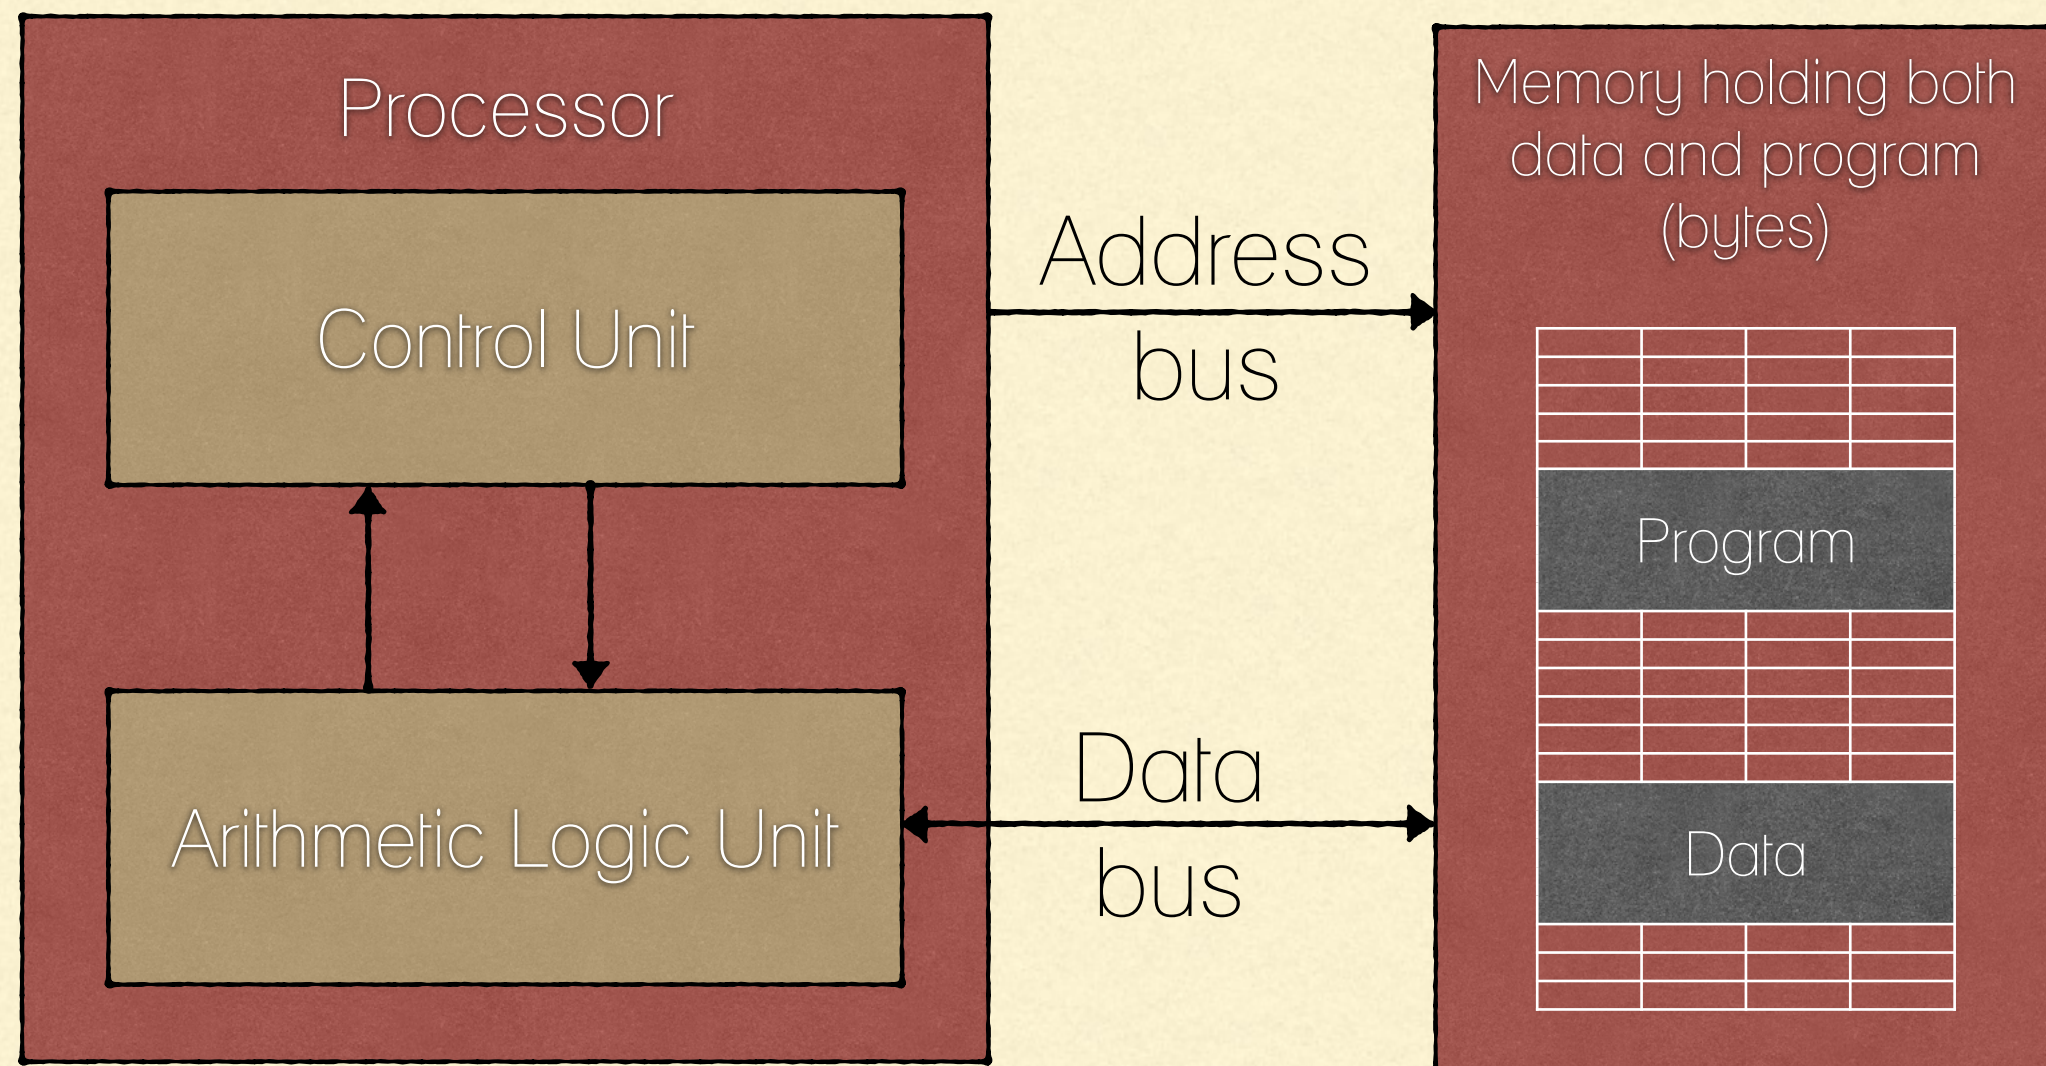 Processor
Control Unit
Arithmetic Logic Unit
Address
bus
Data
bus
Memory holding both
data and program
(bytes)
Program
Data